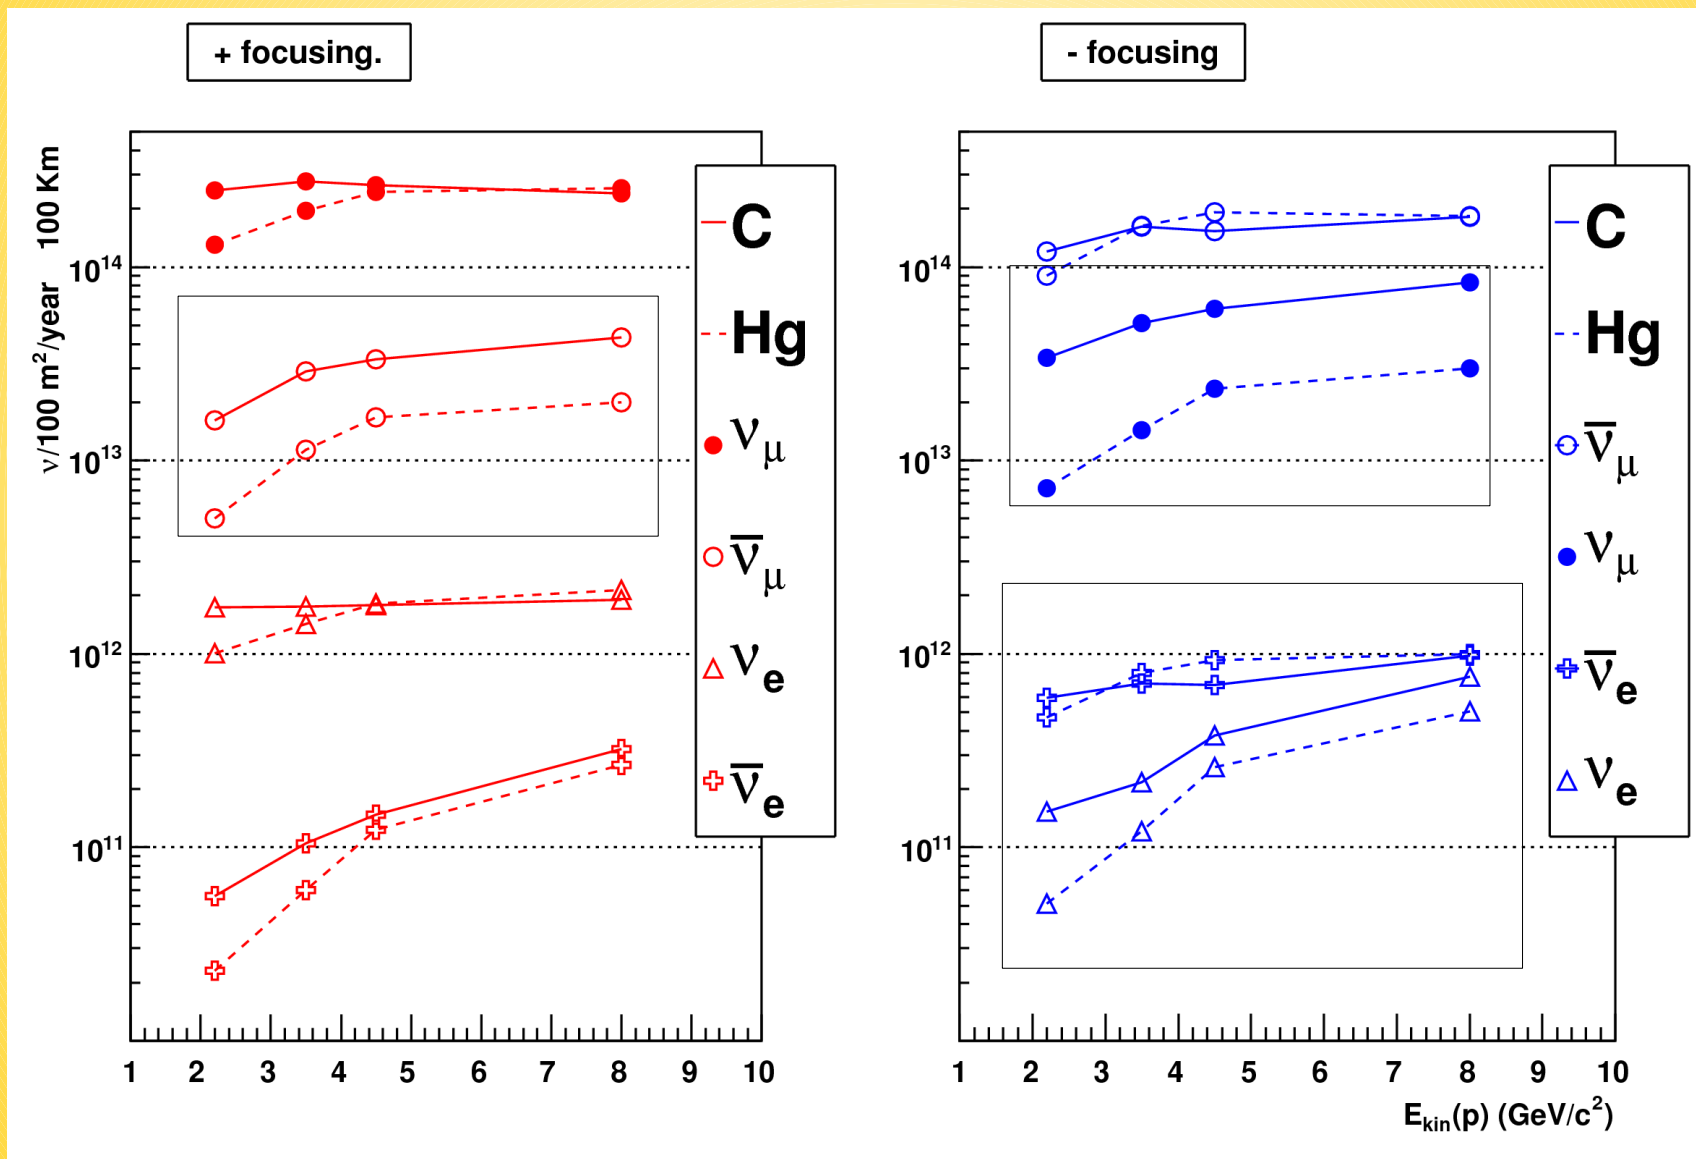 + focusing.
- focusing
ν/100 m²/year 100 Km
10¹⁴
10¹³
10¹²
10¹¹
1 2 3 4 5 6 7 8 9 10
C
Hg
ν_μ
ν̅_μ
ν_e
ν̅_e
10¹⁴
10¹³
10¹²
10¹¹
1 2 3 4 5 6 7 8 9 10
C
Hg
ν̅_μ
ν_μ
ν̅_e
ν_e
E_kin(p) (GeV/c²)